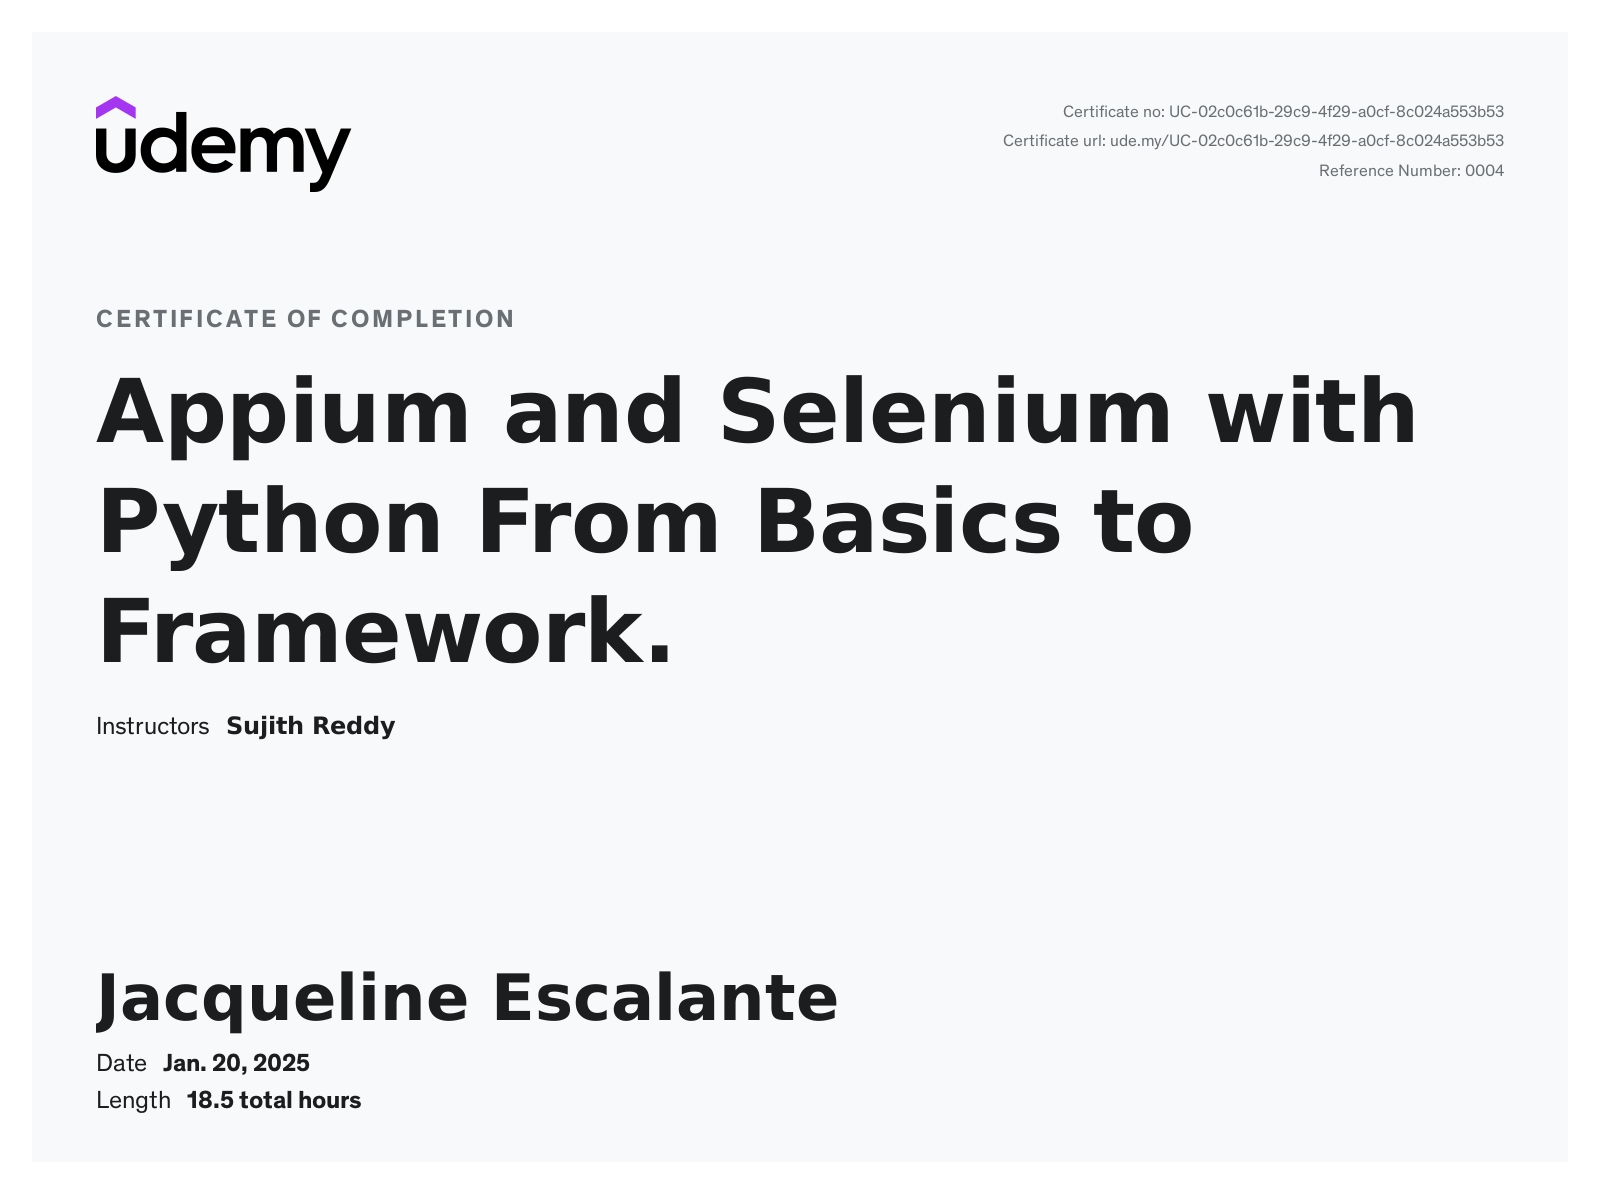 udemy
Certificate no: UC-02c0c61b-29c9-4f29-a0cf-8c024a553b53
Certificate url: ude.my/UC-02c0c61b-29c9-4f29-a0cf-8c024a553b53
Reference Number: 0004
CERTIFICATE OF COMPLETION
Appium and Selenium with
Python From Basics to
Framework.
Instructors Sujith Reddy
Jacqueline Escalante
Date Jan. 20, 2025
Length 18.5 total hours